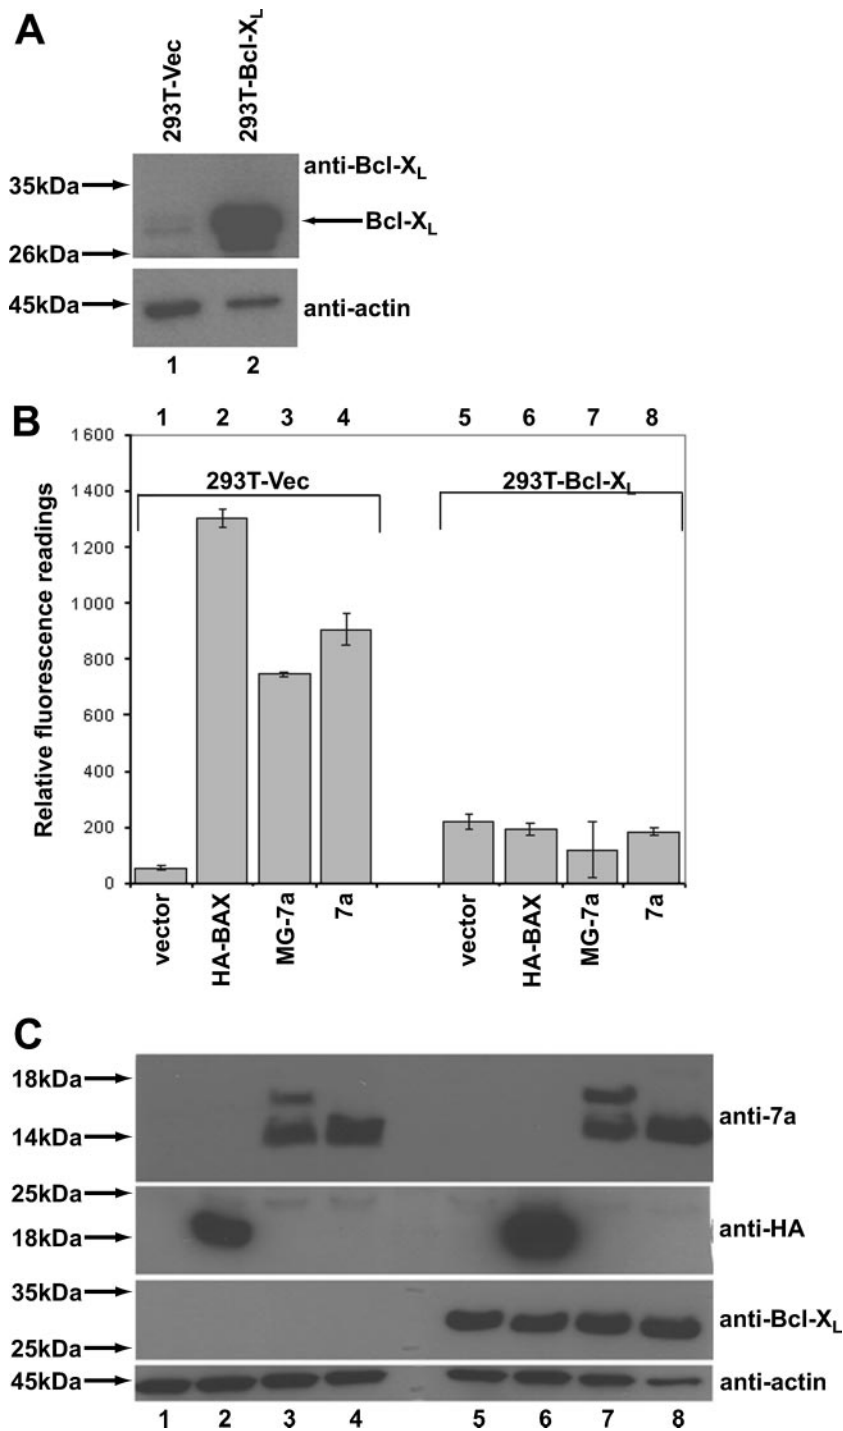 A
293T-Vec
293T-Bcl-XL
35kDa
anti-Bcl-XL
Bcl-XL
26kDa
45kDa
anti-actin
1 2
B
1 2 3 4 5 6 7 8
Relative fluorescence readings
1600
1400
1200
1000
800
600
400
200
0
293T-Vec
293T-Bcl-XL
vector
HA-BAX
MG-7a
7a
vector
HA-BAX
MG-7a
7a
C
18kDa
14kDa
anti-7a
25kDa
18kDa
anti-HA
35kDa
25kDa
anti-Bcl-XL
45kDa
anti-actin
1 2 3 4 5 6 7 8